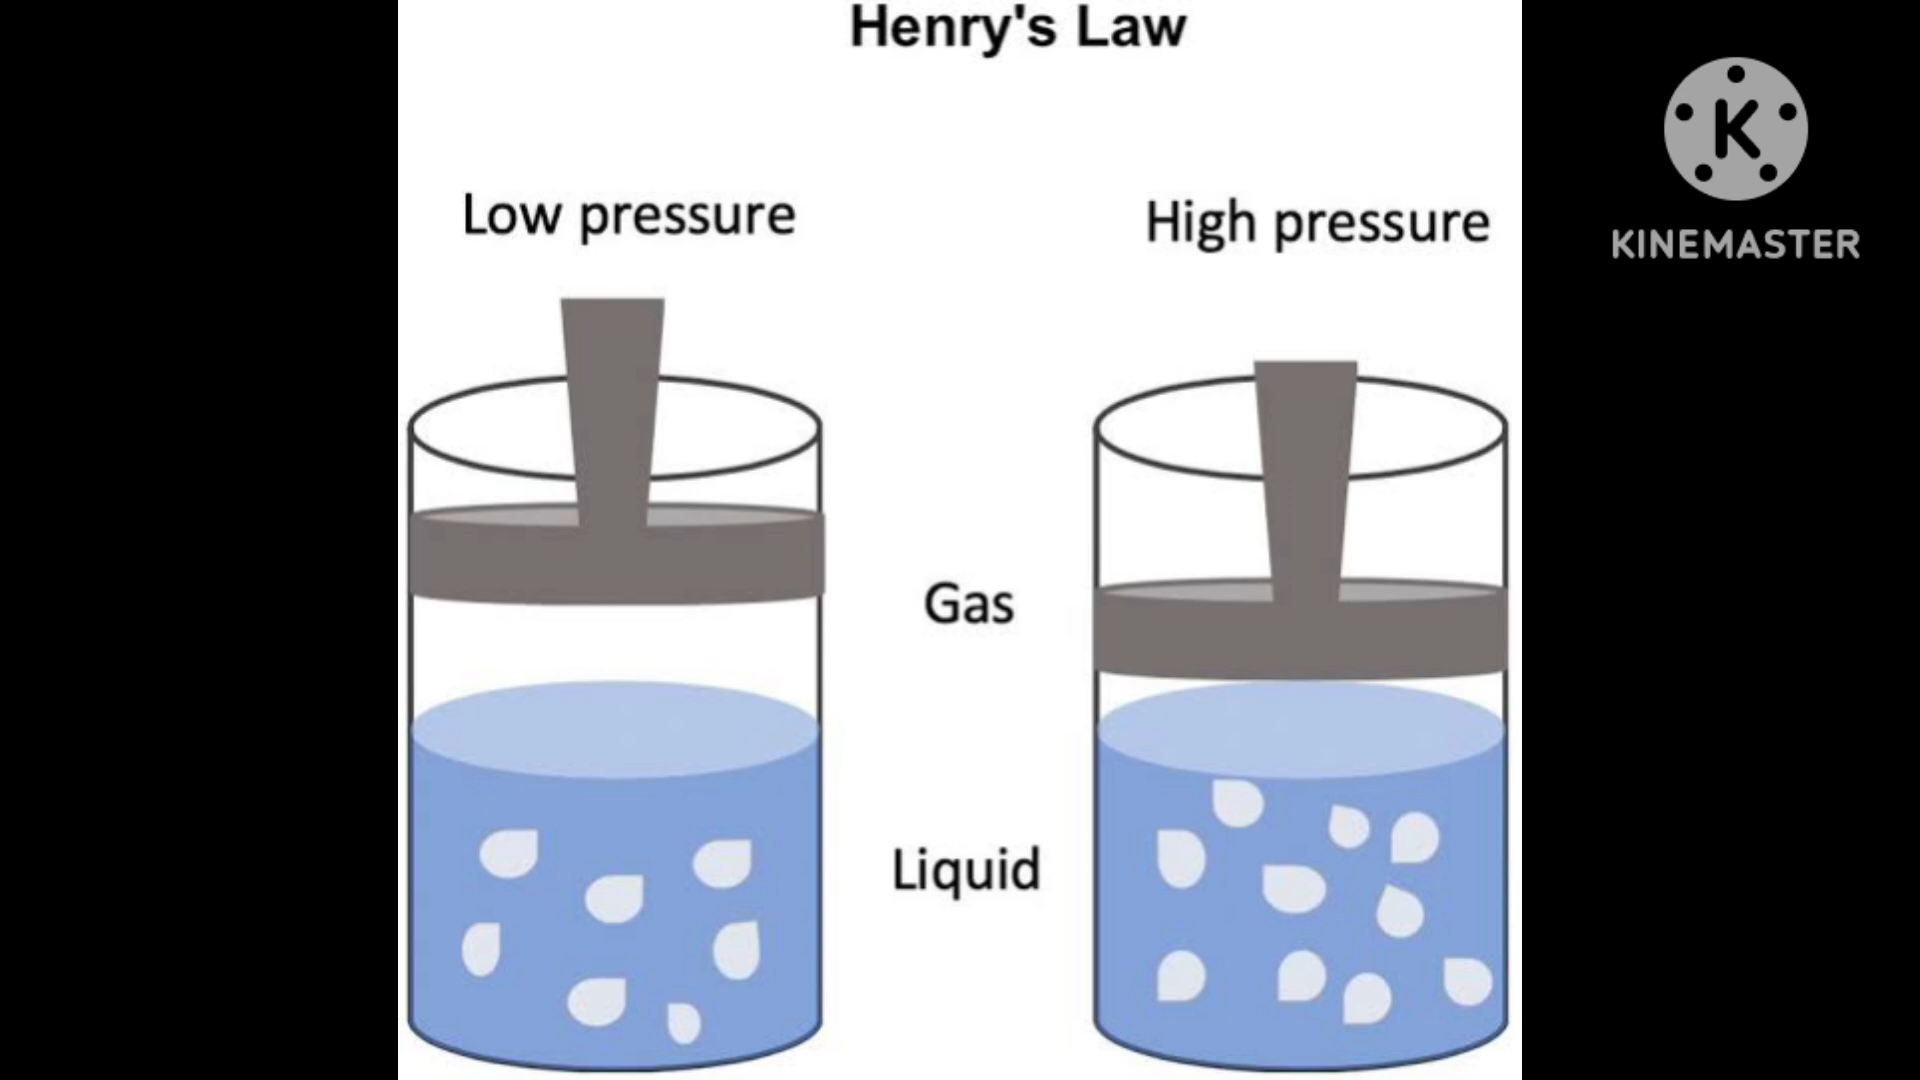 Henry's Law
Low pressure
High pressure
Gas
Liquid
K
KINEMASTER